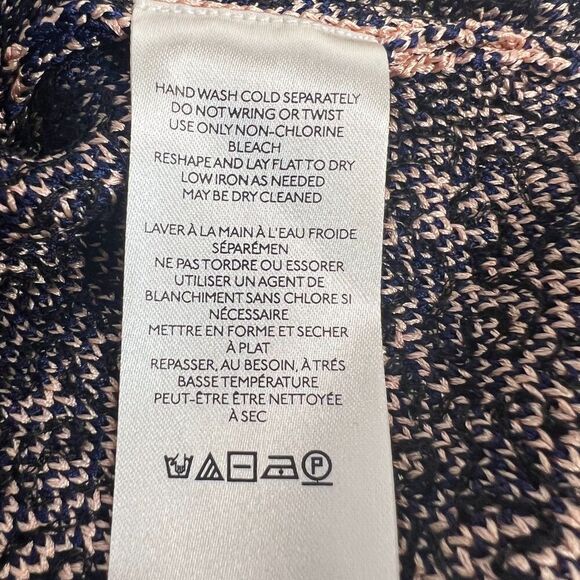 HAND WASH COLD SEPARATELY
DO NOT WRING OR TWIST
USE ONLY NON-CHLORINE
BLEACH
RESHAPE AND LAY FLAT TO DRY
LOW IRON AS NEEDED
MAY BE DRY CLEANED
LAVER À LA MAIN À L'EAU FROIDE
SÉPARÉMEN
NE PAS TORDRE OU ESSORER
UTILISER UN AGENT DE
BLANCHIMENT SANS CHLORE SI
NÉCESSAIRE
METTRE EN FORME ET SECHER
À PLAT
REPASSER, AU BESOIN, À TRÉS
BASSE TEMPÉRATURE
PEUT-ÊTRE ÊTRE NETTOYÉE
À SEC
P